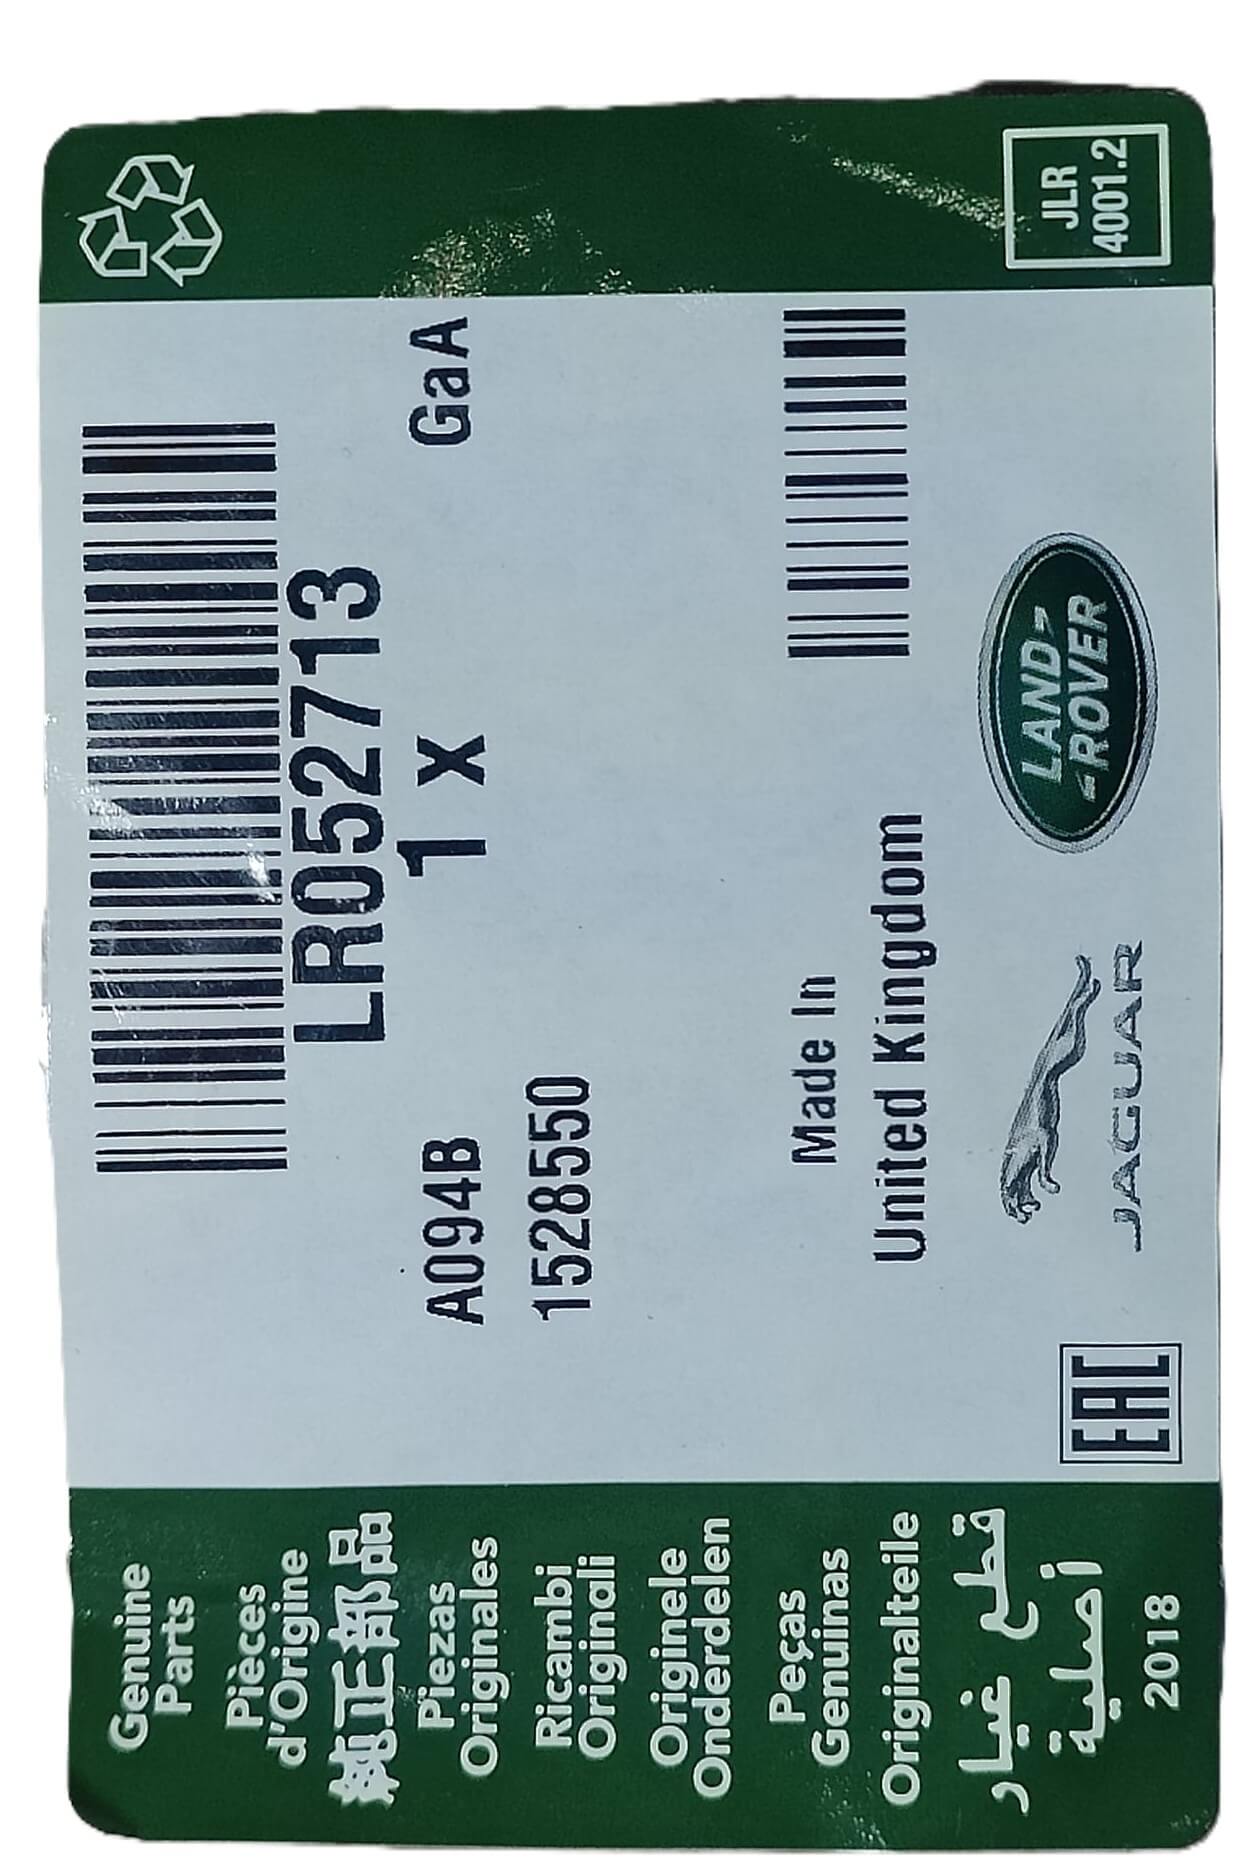 Genuine
Parts
Pièces
d'Origine
純正部品
Piezas
Originales
Ricambi
Originali
Originele
Onderdelen
Peças
Genuinas
Originalteile
قطع غيار
أصلية
2018
LR052713
A094B 1 x GaA
1528550
Made In
United Kingdom
EAC
JAGUAR
LAND-
-ROVER
JLR
4001.2